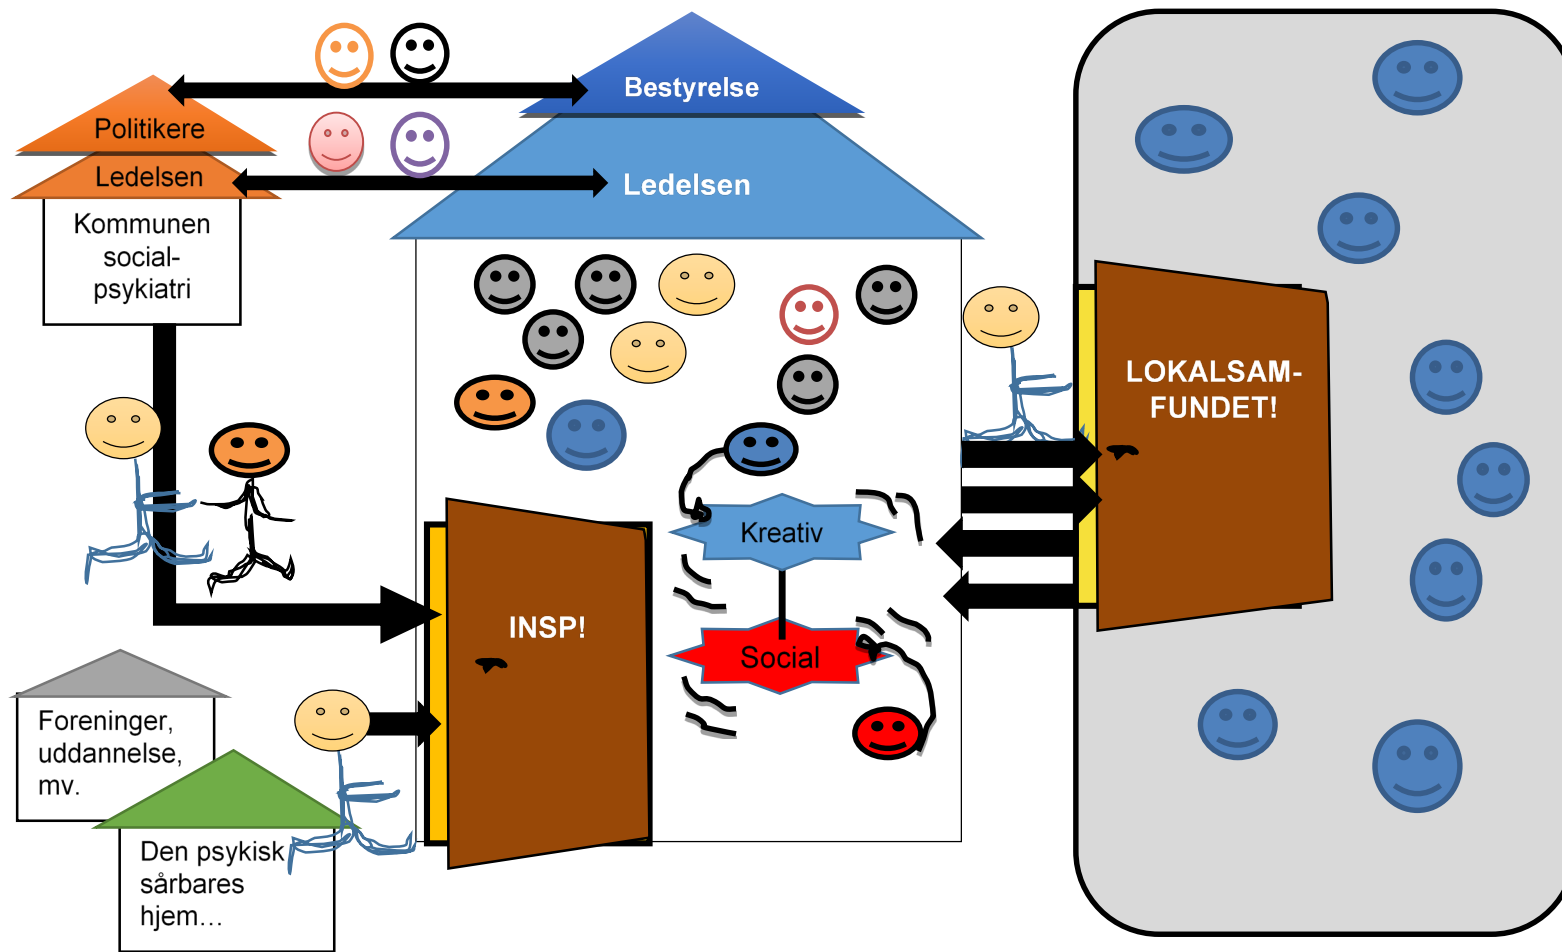 Bestyrelse
Politikere
Ledelsen
Ledelsen
Kommunen
social-
psykiatri
LOKALSAM-
FUNDET!
Kreativ
INSP!
Social
Foreninger,
uddannelse,
mv.
Den psykisk
sårbares
hjem…